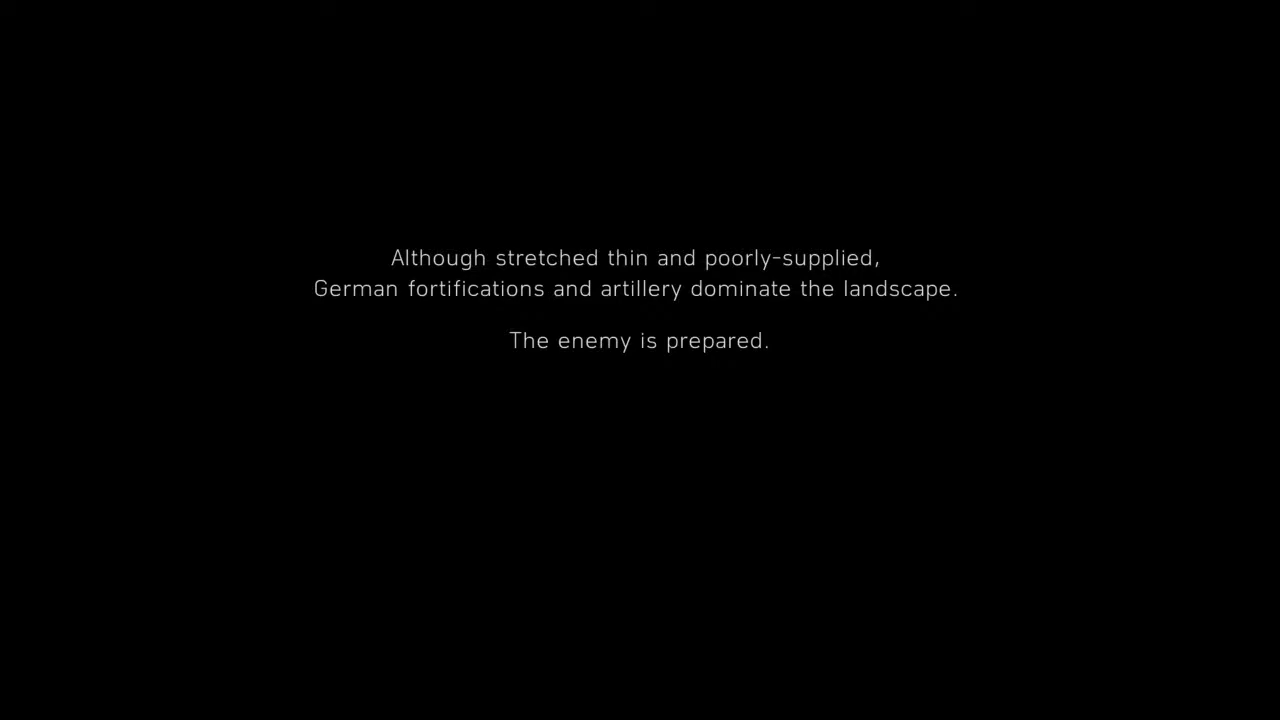 Although stretched thin and poorly-supplied,
German fortifications and artillery dominate the landscape.
The enemy is prepared.